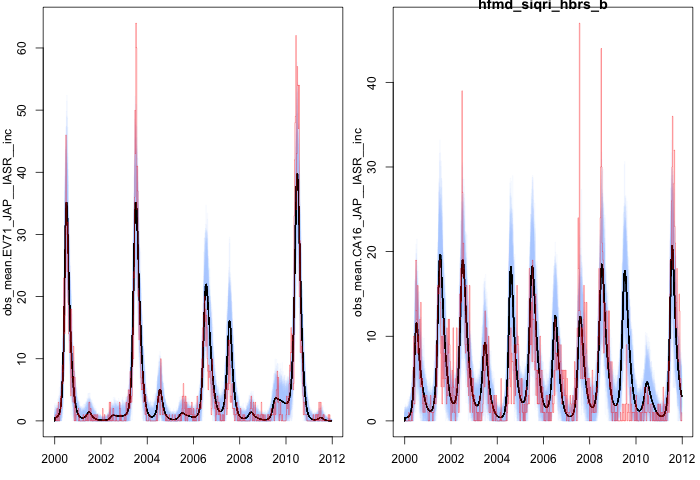 hfmd_siqri_hbrs_b
obs_mean.EV71_JAP__IASR__inc
60
50
40
30
20
10
0
2000 2002 2004 2006 2008 2010 2012
obs_mean.CA16_JAP__IASR__inc
40
30
20
10
0
2000 2002 2004 2006 2008 2010 2012